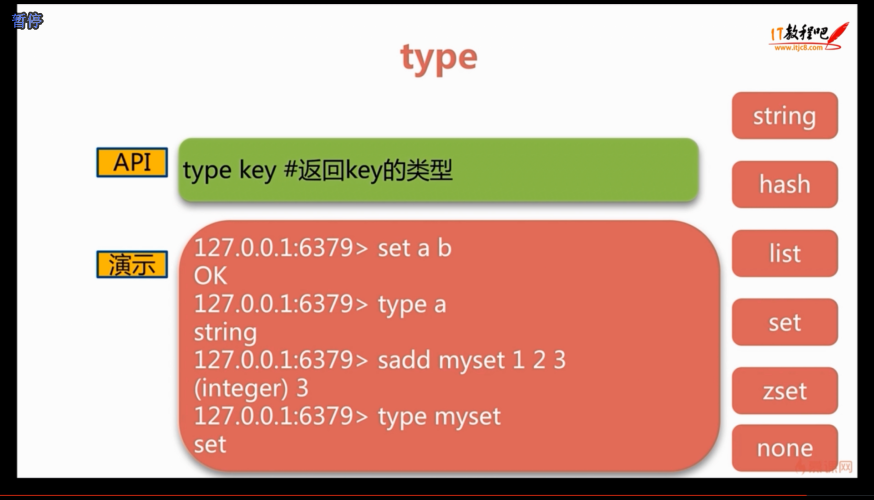 暂停
IT教程吧
www.itjc8.com
type
API
type key #返回key的类型
演示
127.0.0.1:6379> set a b
OK
127.0.0.1:6379> type a
string
127.0.0.1:6379> sadd myset 1 2 3
(integer) 3
127.0.0.1:6379> type myset
set
string
hash
list
set
zset
none